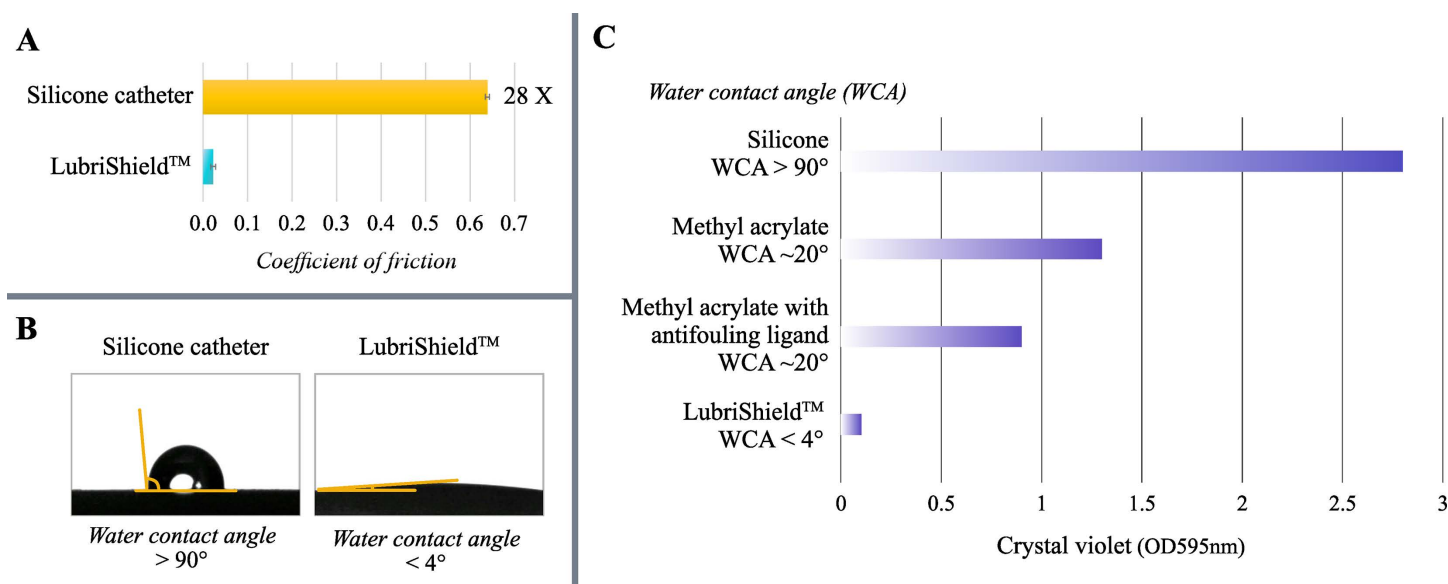 A
Silicone catheter
28 X
LubriShield™
0.0 0.1 0.2 0.3 0.4 0.5 0.6 0.7
Coefficient of friction
B
Silicone catheter
LubriShield™
Water contact angle
> 90°
Water contact angle
< 4°
C
Water contact angle (WCA)
Silicone
WCA > 90°
Methyl acrylate
WCA ~20°
Methyl acrylate with
antifouling ligand
WCA ~20°
LubriShield™
WCA < 4°
0 0.5 1 1.5 2 2.5 3
Crystal violet (OD595nm)